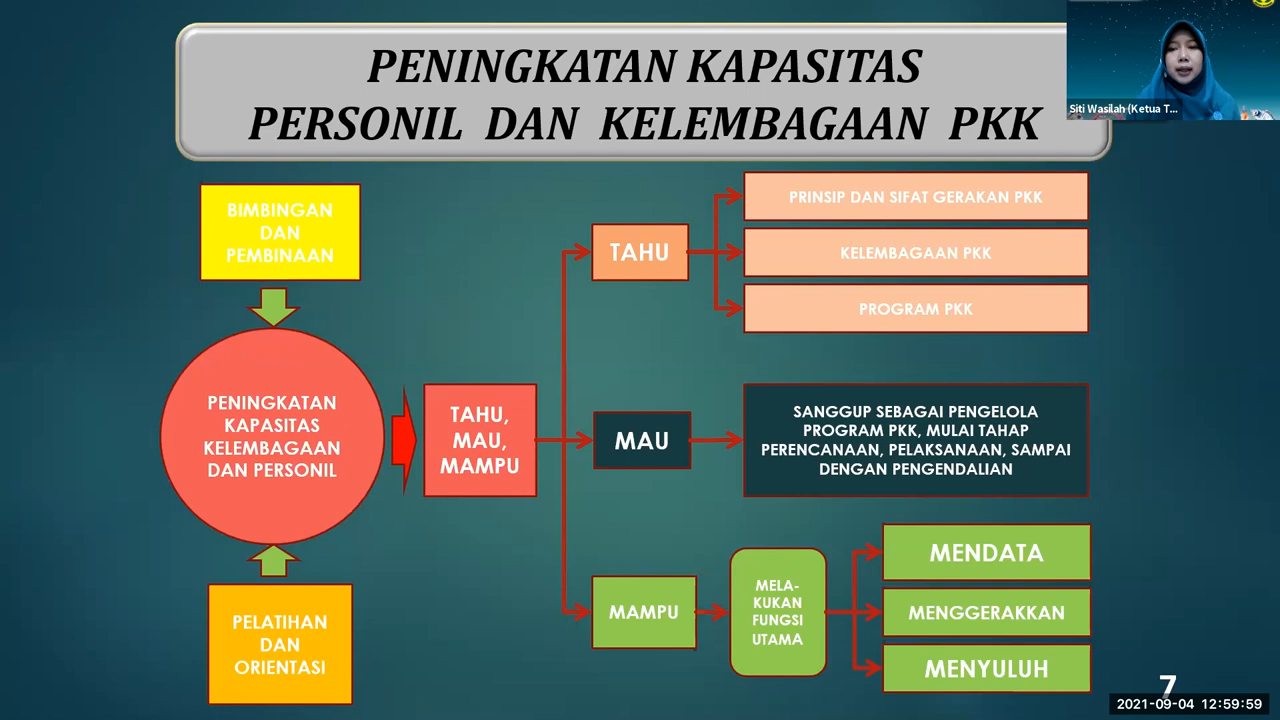 PENINGKATAN KAPASITAS
PERSONIL DAN KELEMBAGAAN PKK
Siti Wasilah (Ketua T...
BIMBINGAN
DAN
PEMBINAAN
PENINGKATAN
KAPASITAS
KELEMBAGAAN
DAN PERSONIL
PELATIHAN
DAN
ORIENTASI
TAHU,
MAU,
MAMPU
TAHU
PRINSIP DAN SIFAT GERAKAN PKK
KELEMBAGAAN PKK
PROGRAM PKK
MAU
SANGGUP SEBAGAI PENGELOLA
PROGRAM PKK, MULAI TAHAP
PERENCANAAN, PELAKSANAAN, SAMPAI
DENGAN PENGENDALIAN
MAMPU
MELA-
KUKAN
FUNGSI
UTAMA
MENDATA
MENGGERAKKAN
MENYULUH
7
2021-09-04 12:59:59